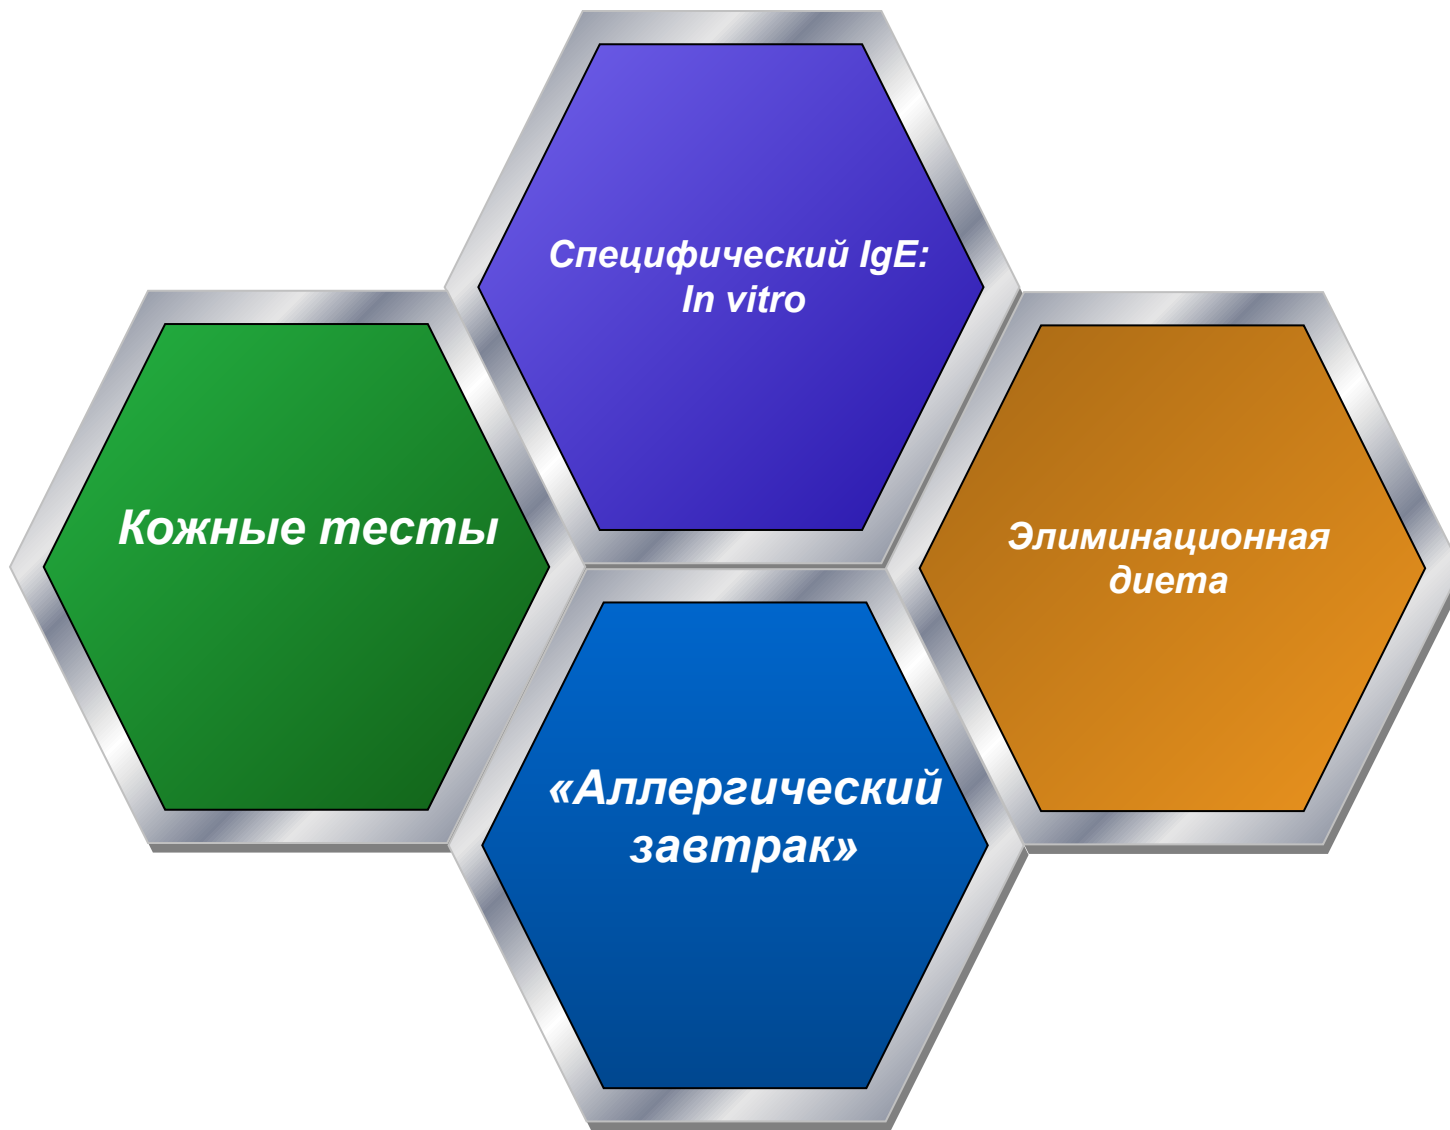 Специфический IgE:
In vitro
Кожные тесты
Элиминационная
диета
«Аллергический
завтрак»